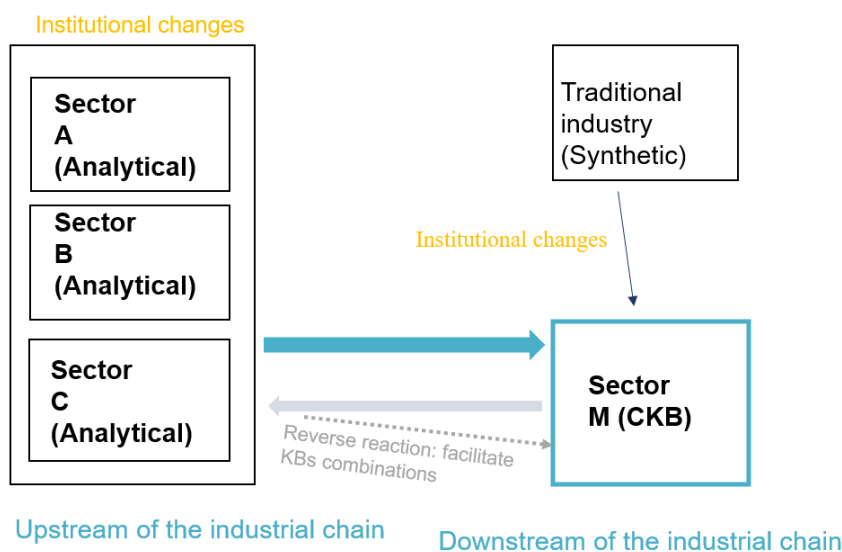 Institutional changes
Sector
A
(Analytical)
Sector
B
(Analytical)
Sector
C
(Analytical)
Upstream of the industrial chain
Traditional
industry
(Synthetic)
Institutional changes
Sector
M (CKB)
Reverse reaction: facilitate
KBs combinations
Downstream of the industrial chain